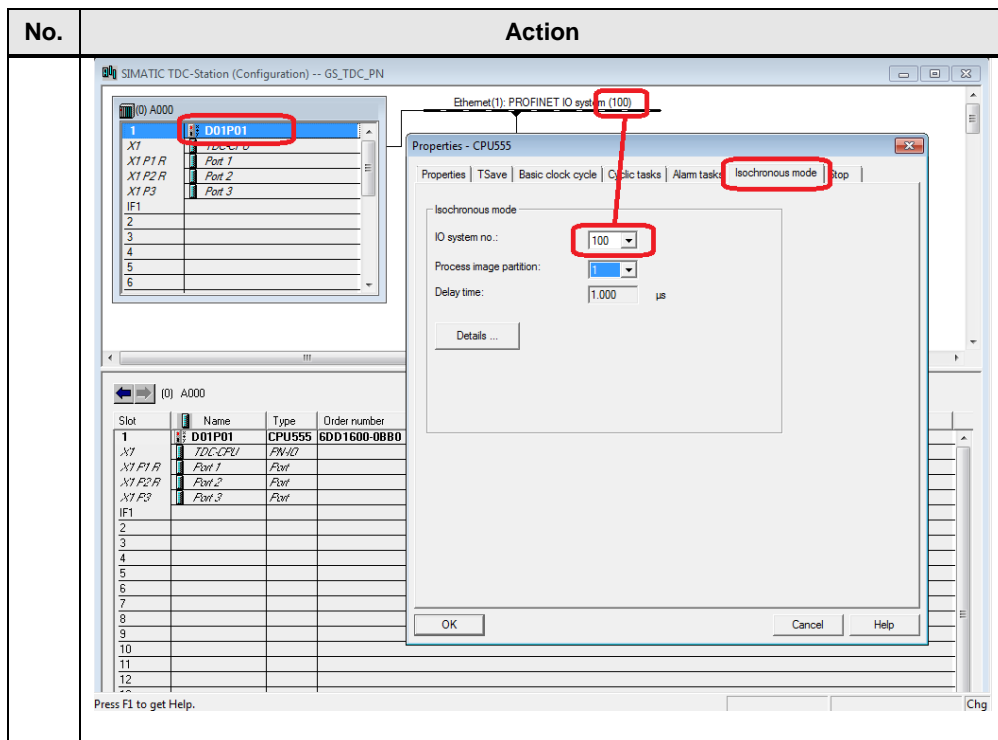 No. Action
SIMATIC TDC-Station (Configuration) -- GS_TDC_PN
(0) A000
1 D01P01
X1 TDC-CPU
X1 P1 R Port 1
X1 P2 R Port 2
X1 P3 Port 3
IF1
2
3
4
5
6
Ethernet(1): PROFINET IO system (100)
Properties - CPU555
Properties TSave Basic clock cycle Cyclic tasks Alarm tasks Isochronous mode Stop
Isochronous mode
IO system no.: 100
Process image partition: 1
Delay time: 1.000 µs
Details ...
OK Cancel Help
(0) A000
Slot Name Type Order number
1 D01P01 CPU555 6DD1600-0BB0
X1 TDC-CPU PN-IO
X1 P1 R Port 1 Port
X1 P2 R Port 2 Port
X1 P3 Port 3 Port
IF1
2
3
4
5
6
7
8
9
10
11
12
Press F1 to get Help. Chg